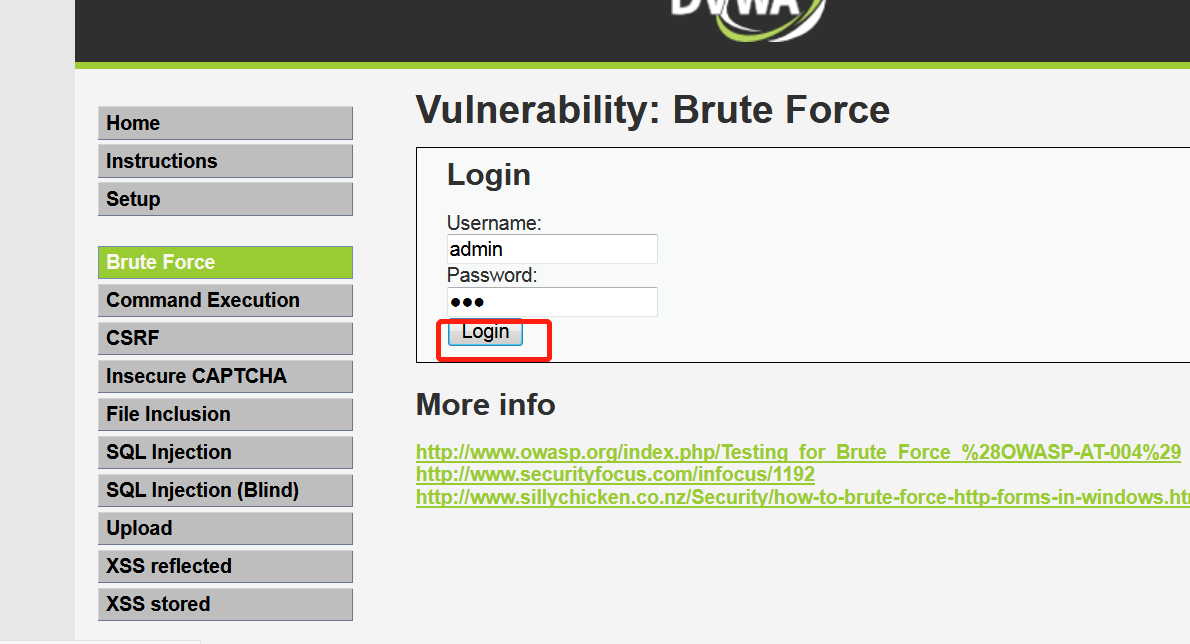 DVWA
Home
Instructions
Setup
Brute Force
Command Execution
CSRF
Insecure CAPTCHA
File Inclusion
SQL Injection
SQL Injection (Blind)
Upload
XSS reflected
XSS stored
Vulnerability: Brute Force
Login
Username:
admin
Password:
●●●
Login
More info
http://www.owasp.org/index.php/Testing_for_Brute_Force_%28OWASP-AT-004%29
http://www.securityfocus.com/infocus/1192
http://www.sillychicken.co.nz/Security/how-to-brute-force-http-forms-in-windows.htm